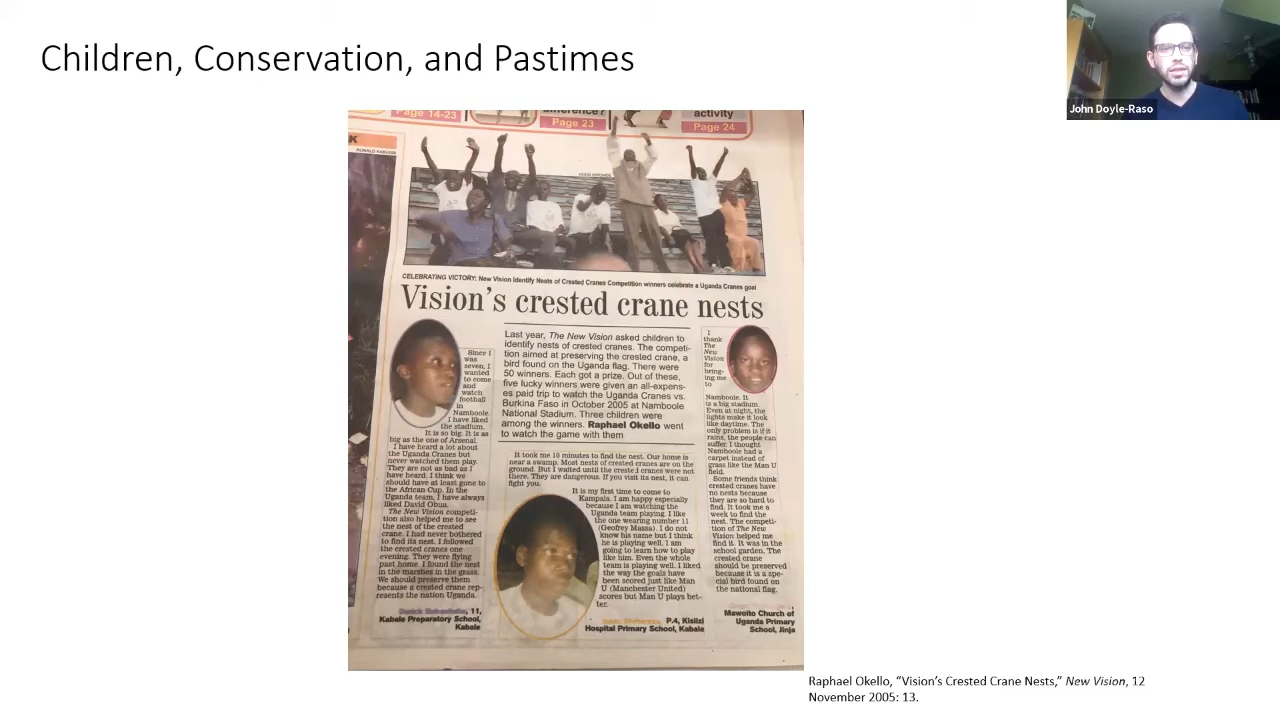 Children, Conservation, and Pastimes
John Doyle-Raso
Page 14-23
difference?
Page 23
activity
Page 24
K
CELEBRATING VICTORY: New Vision Identify Nests of Crested Cranes Competition winners celebrate a Uganda Cranes goal
Vision's crested crane nests
Since I
was
seven, I
wanted
to come
and
watch
football
in
Namboole.
I have liked
the stadium.
It is so big. It is as
big as the one of Arsenal.
I have heard a lot about
the Uganda Cranes but
never watched them play.
They are not as bad as I
have heard. I think we
should have at least gone to
the African Cup. In the
Uganda team, I have always
liked David Obua.
The New Vision competi-
tion also helped me to see
the nest of the crested
crane. I had never bothered
to find its nest. I followed
the crested cranes one
evening. They were flying
past home. I found the nest
in the marshes in the grass.
We should preserve them
because a crested crane rep-
resents the nation Uganda.
, 11,
Kabale Preparatory School,
Kabale
Last year, The New Vision asked children to
identify nests of crested cranes. The competi-
tion aimed at preserving the crested crane, a
bird found on the Uganda flag. There were
50 winners. Each got a prize. Out of these,
five lucky winners were given an all-expens-
es paid trip to watch the Uganda Cranes vs.
Burkina Faso in October 2005 at Namboole
National Stadium. Three children were
among the winners. Raphael Okello went
to watch the game with them
It took me 10 minutes to find the nest. Our home is
near a swamp. Most nests of crested cranes are on the
ground. But I waited until the crested cranes were not
there. They are dangerous. If you visit its nest, it can
fight you.
It is my first time to come to
Kampala. I am happy especially
because I am watching the
Uganda team playing. I like
the one wearing number 11
(Geofrey Massa). I do not
know his name but I think
he is playing well. I am
going to learn how to play
like him. Even the whole
team is playing well. I liked
the way the goals have
been scored just like Man
U (Manchester United)
scores but Man U plays bet-
ter.
P.4, Kisiizi
Hospital Primary School, Kabale
I
thank
The
New
Vision
for
bring-
ing me
to
Namboole. It
is a big stadium.
Even at night, the
lights make it look
like daytime. The
only problem is if it
rains, the people can
suffer. I thought
Namboole had a
carpet instead of
grass like the Man U
field.
Some friends think
crested cranes have
no nests because
they are so hard to
find. It took me a
week to find the
nest. The competi-
tion of The New
Vision helped me
find it. It was in the
school garden. The
crested crane
should be preserved
because it is a spe-
cial bird found on
the national flag.
Mawoito Church of
Uganda Primary
School, Jinja
Raphael Okello, "Vision's Crested Crane Nests," New Vision, 12
November 2005: 13.